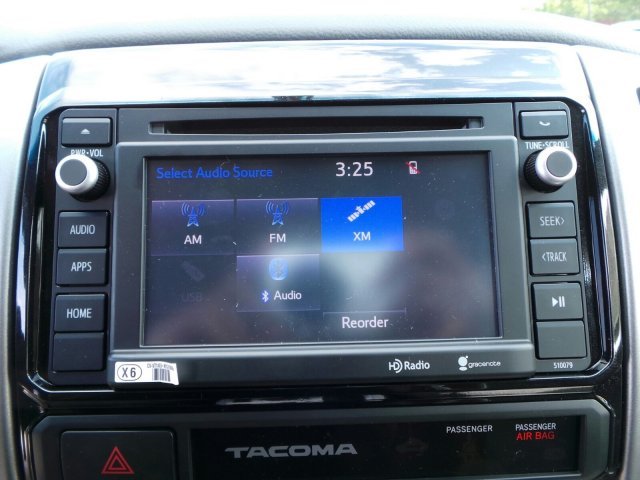 PWR•VOL
TUNE•SCROLL
Select Audio Source 3:25
AM FM XM
USB Audio
Reorder
AUDIO
APPS
HOME
SEEK>
<TRACK
HD Radio gracenote
510079
X6
PASSENGER PASSENGER
AIR BAG
TACOMA